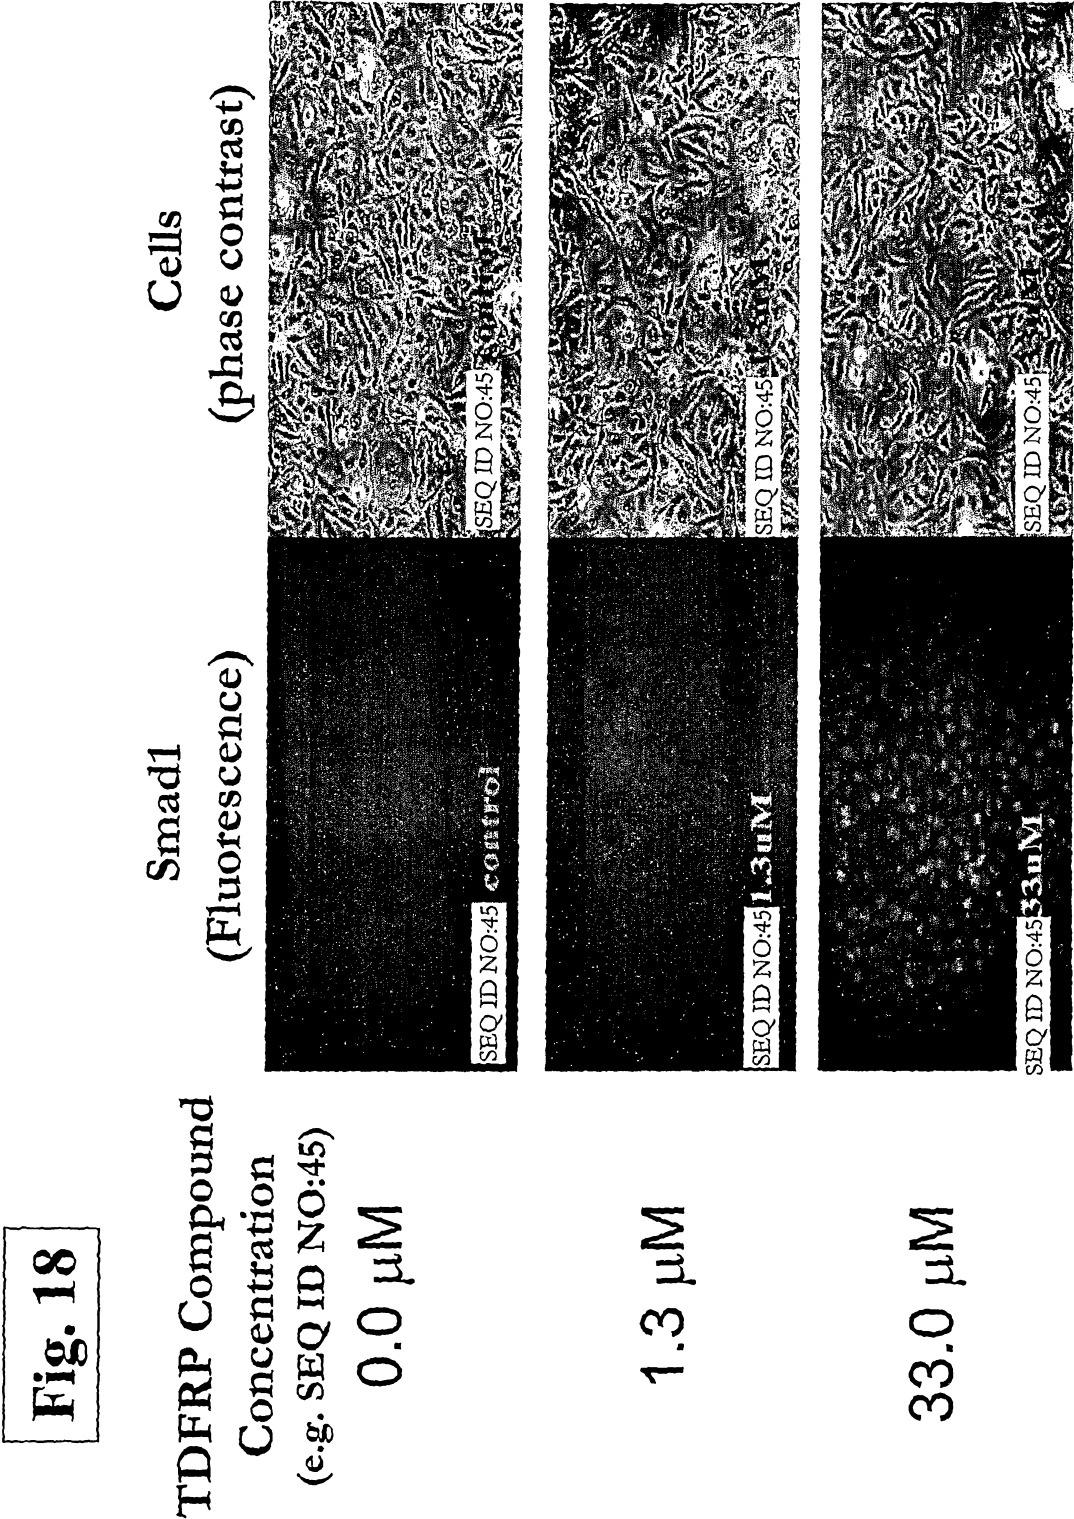 Fig. 18
TDFRP Compound
Concentration
(e.g. SEQ ID NO:45)
Smad1
(Fluorescence)
Cells
(phase contrast)
0.0 µM
SEQ ID NO:45 control
SEQ ID NO:45
1.3 µM
SEQ ID NO:45 1.3uM
SEQ ID NO:45
33.0 µM
SEQ ID NO:45 33uM
SEQ ID NO:45